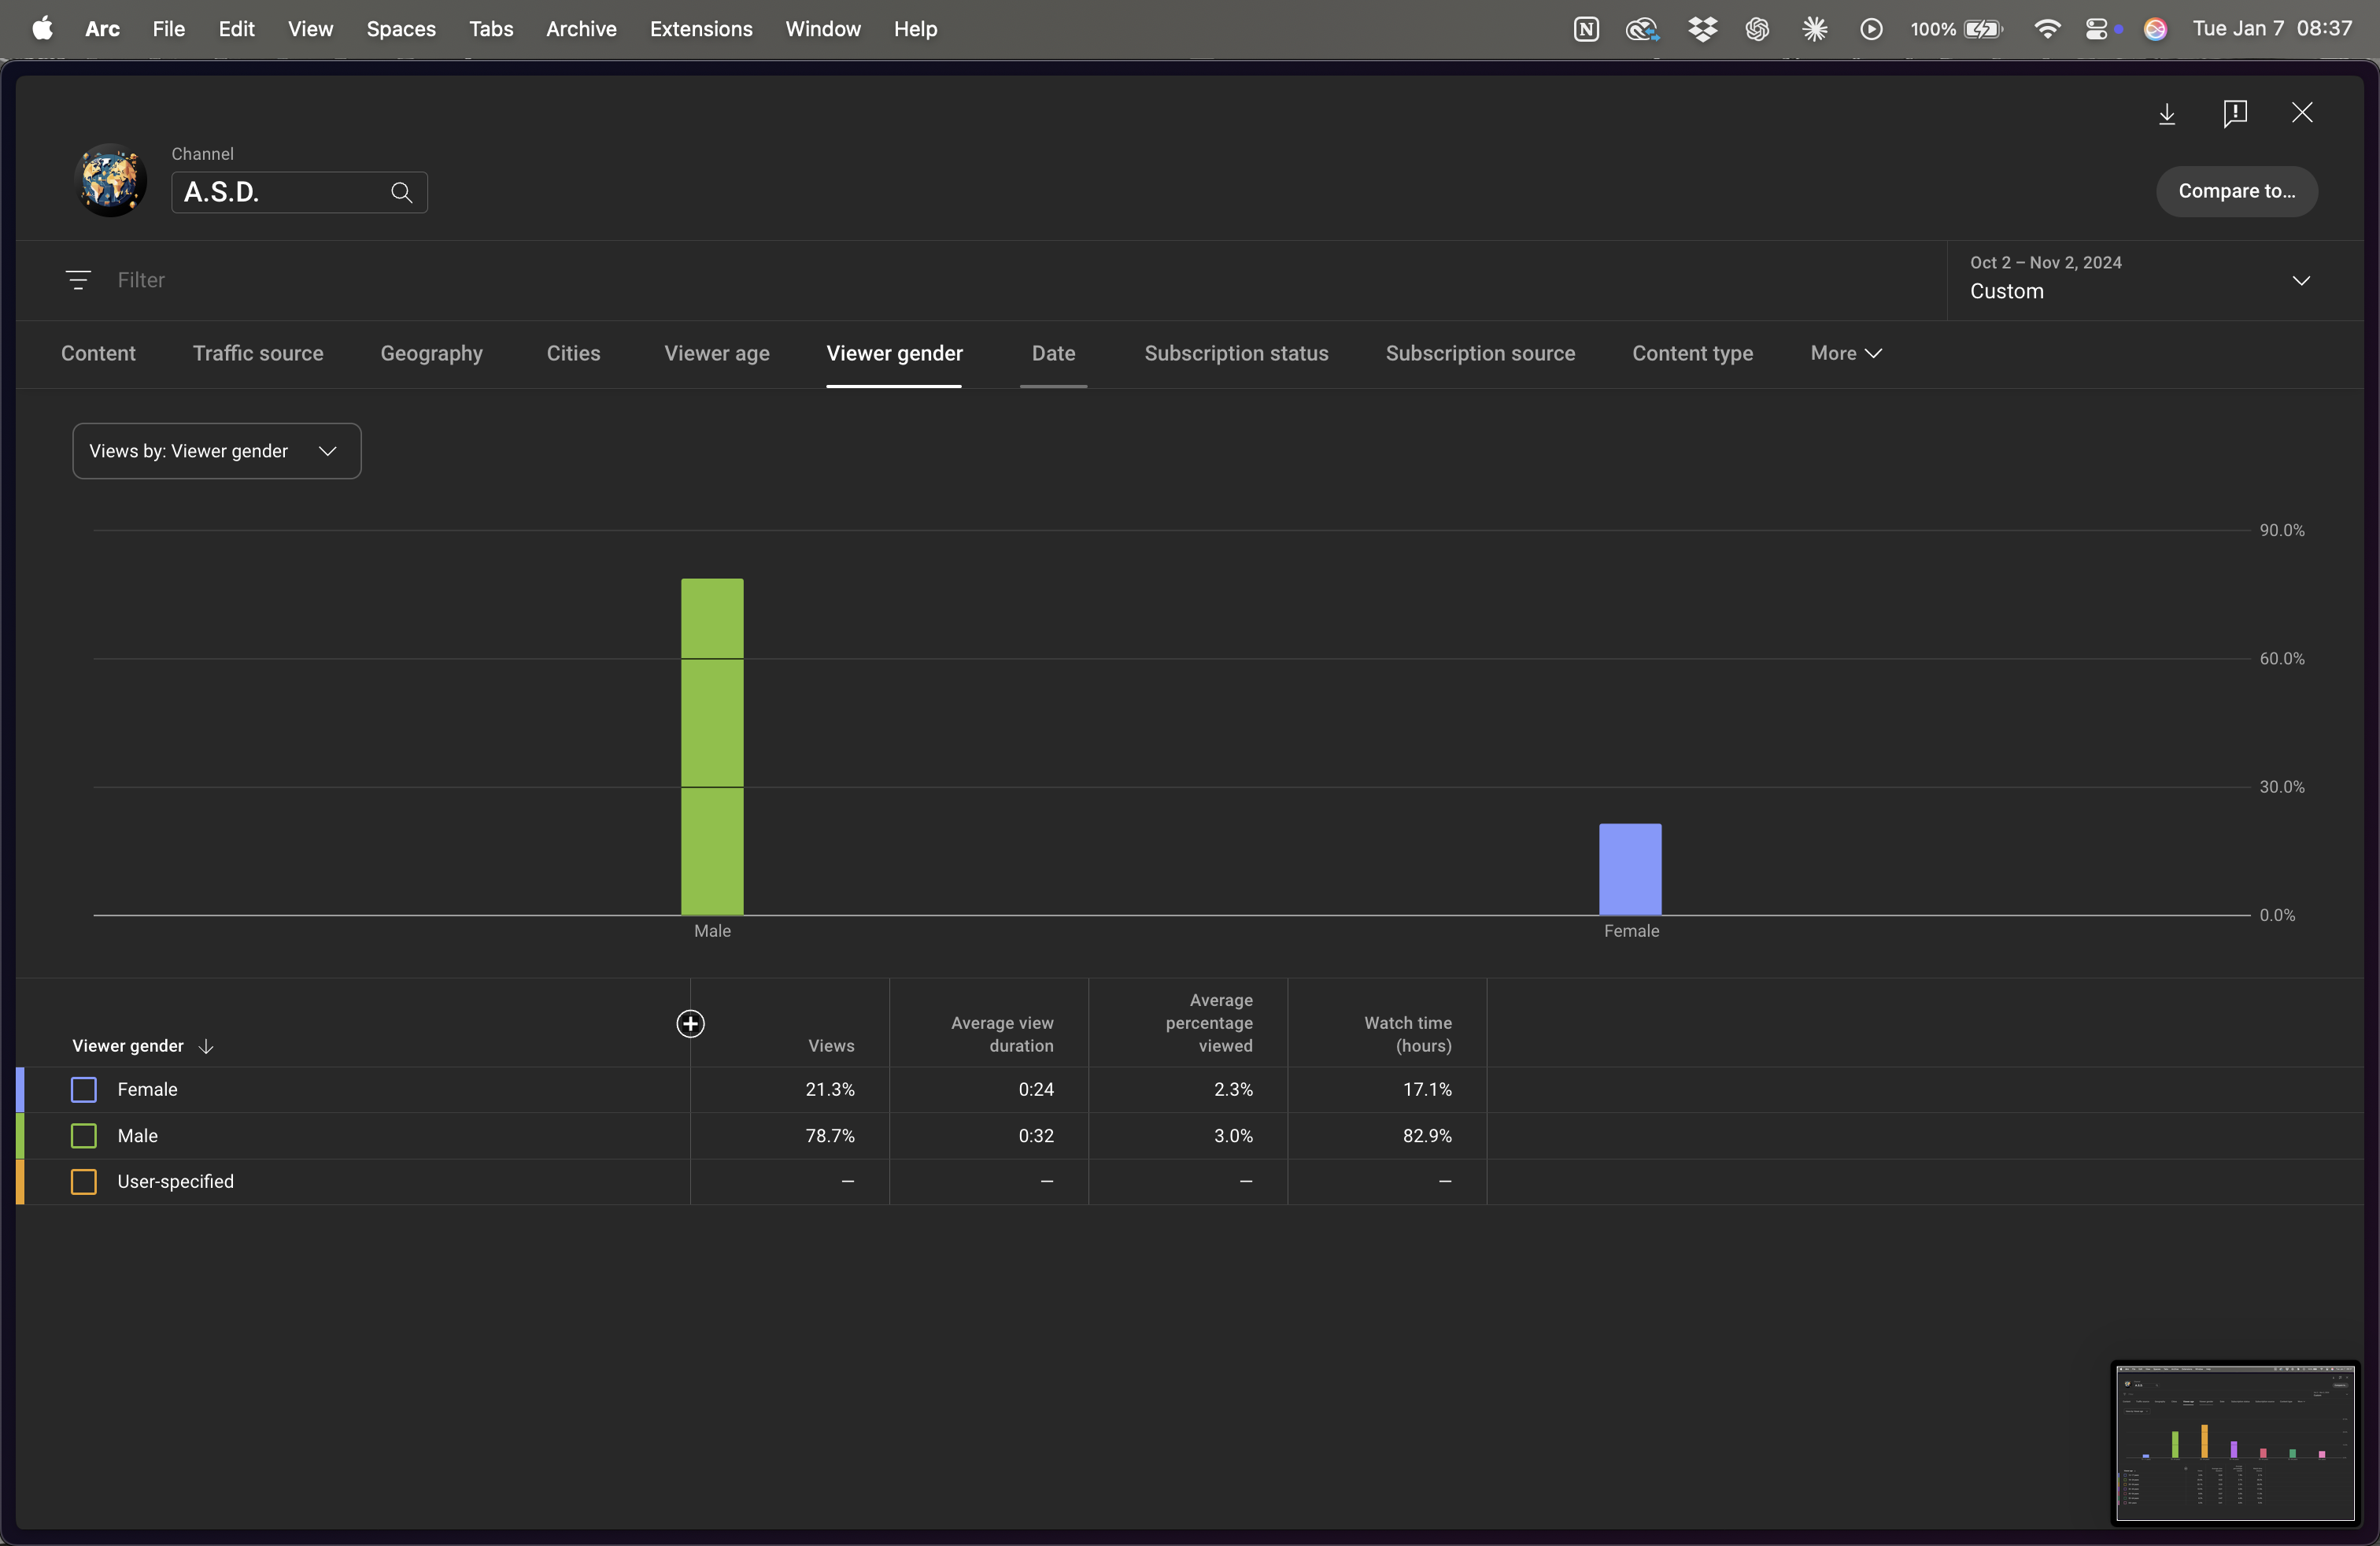 Arc File Edit View Spaces Tabs Archive Extensions Window Help 100% Tue Jan 7 08:37
Channel
A.S.D.
Compare to...
Filter
Oct 2 – Nov 2, 2024
Custom
Content Traffic source Geography Cities Viewer age Viewer gender Date Subscription status Subscription source Content type More
Views by: Viewer gender
90.0%
60.0%
30.0%
0.0%
Male Female
Viewer gender Views Average view duration Average percentage viewed Watch time (hours)
Female 21.3% 0:24 2.3% 17.1%
Male 78.7% 0:32 3.0% 82.9%
User-specified — — — —